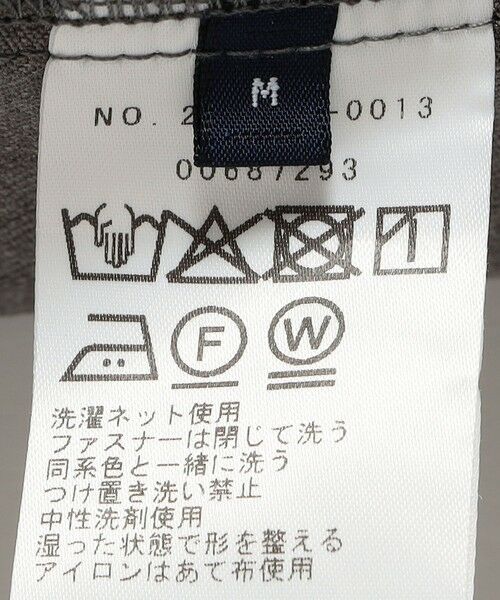 M
NO. 2 -0013
00687293
F W
洗濯ネット使用
ファスナーは閉じて洗う
同系色と一緒に洗う
つけ置き洗い禁止
中性洗剤使用
湿った状態で形を整える
アイロンはあて布使用